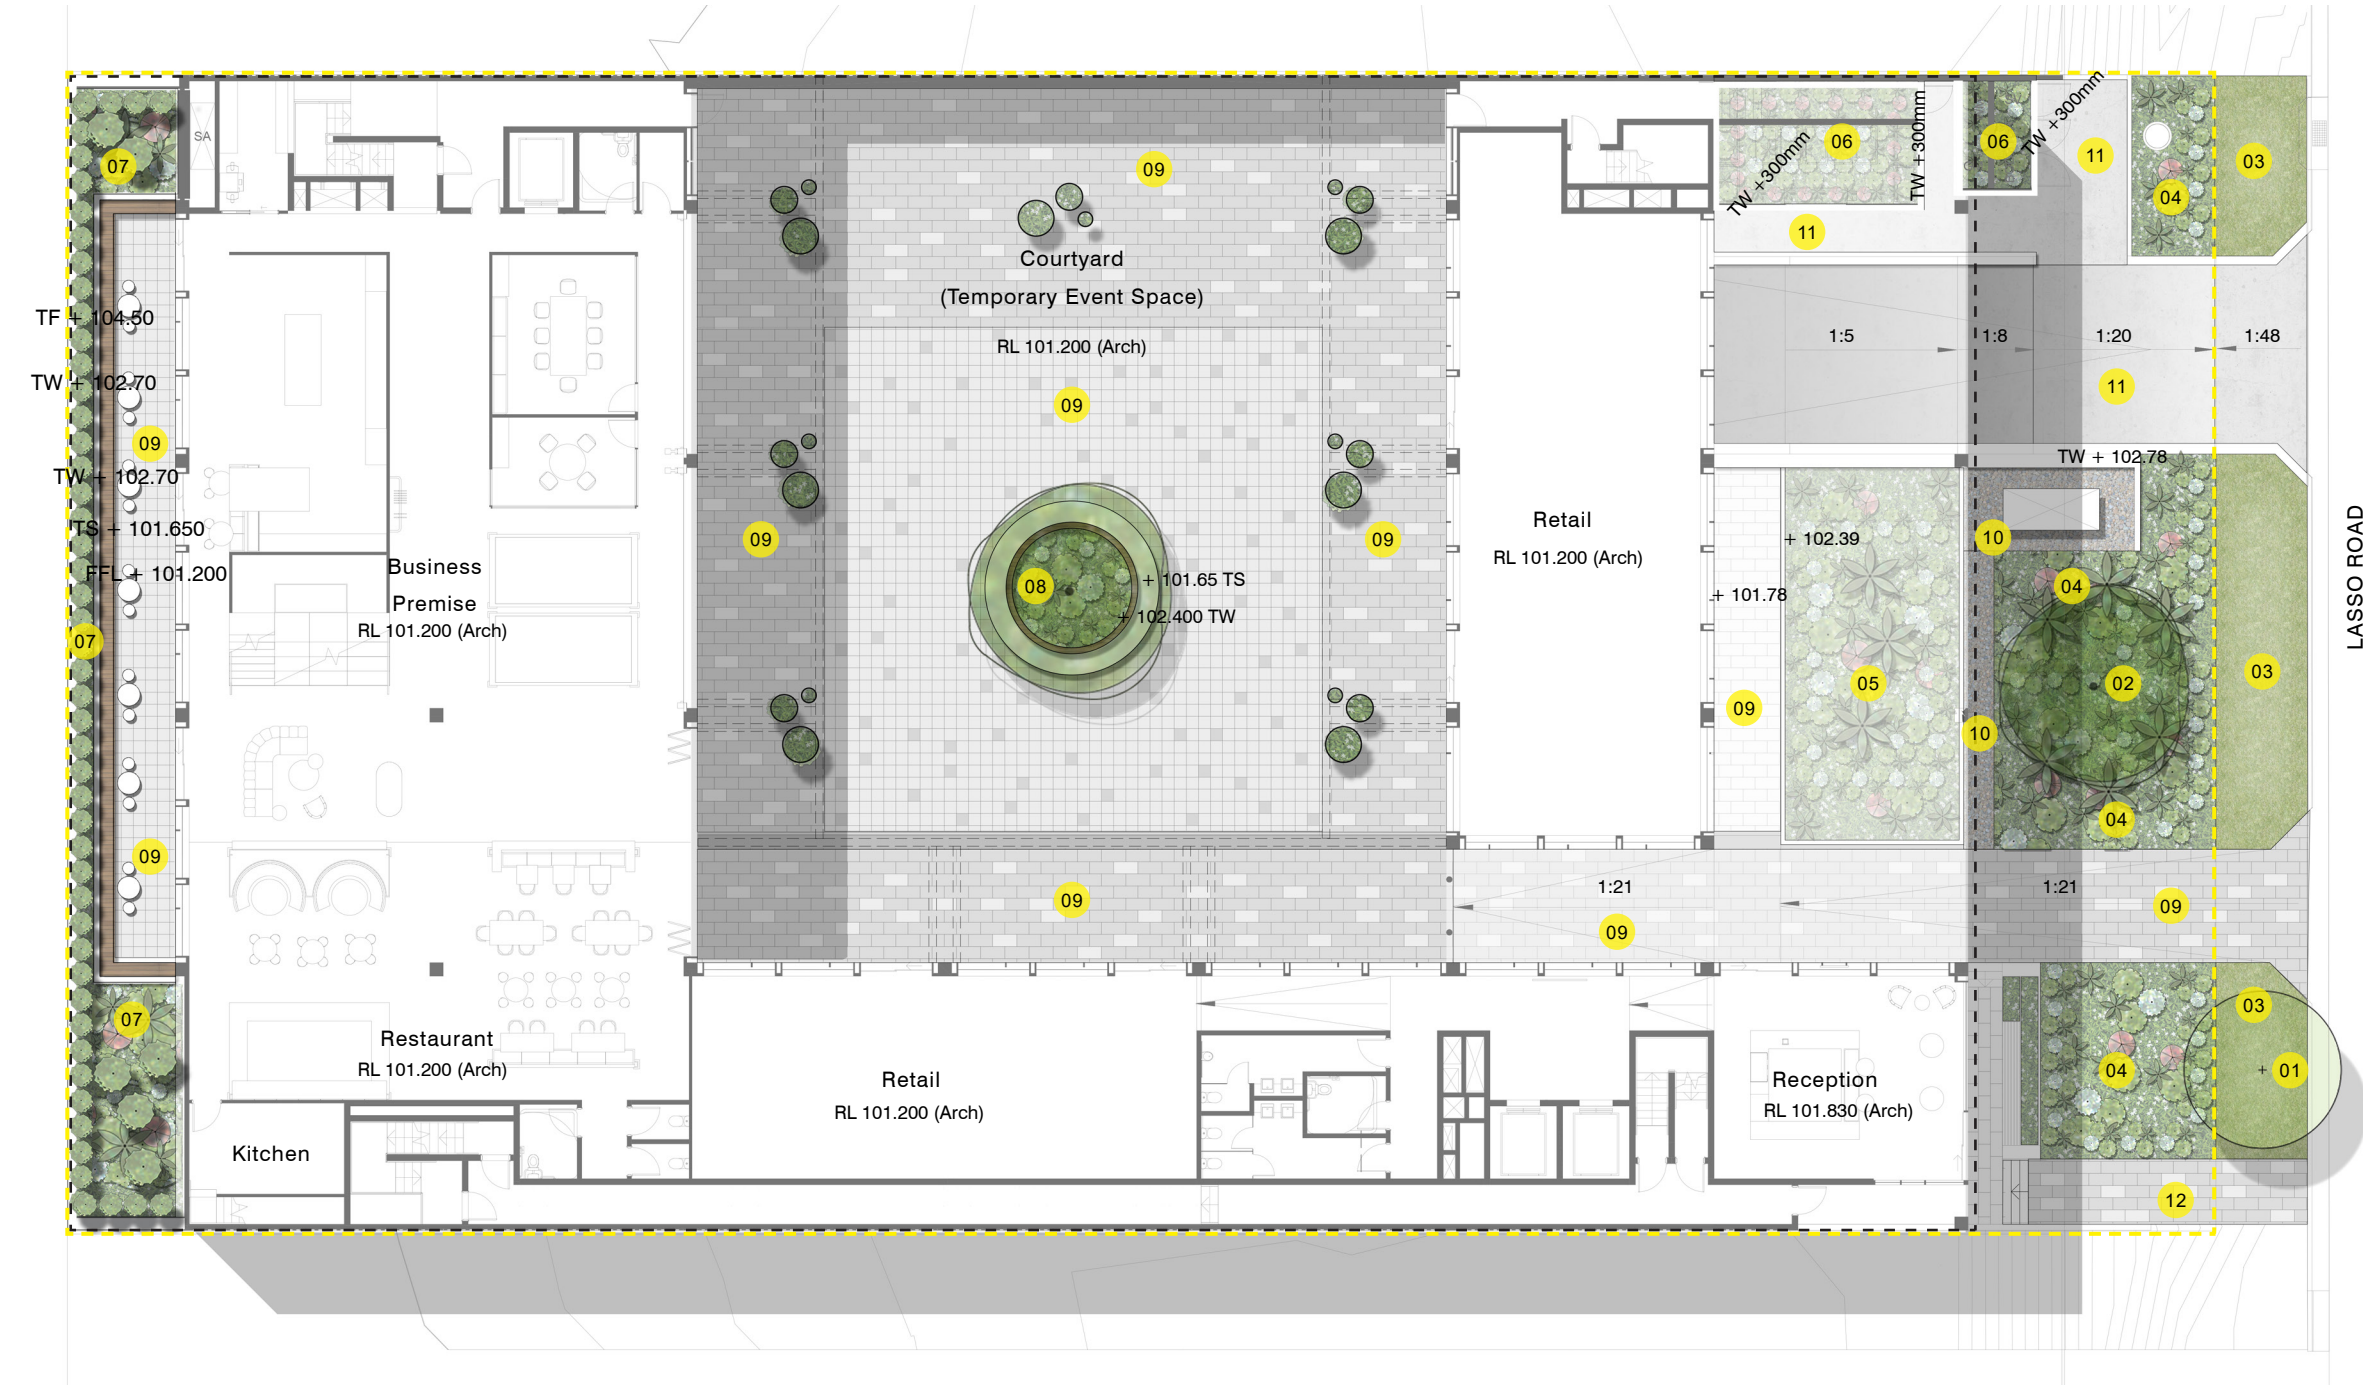 SA
07
09
06
TW +300mm
TW +300mm
06
TW +300mm
11
04
03
11
Courtyard
(Temporary Event Space)
RL 101.200 (Arch)
TF + 104.50
TW + 102.70
09
TW + 102.70
TS + 101.650
FFL + 101.200
07
09
07
1:5
1:8
1:20
1:48
11
09
TW + 102.78
Business
Premise
RL 101.200 (Arch)
09
09
08
+ 101.65 TS
+ 102.400 TW
Retail
RL 101.200 (Arch)
+ 102.39
+ 101.78
10
04
05
02
03
09
10
04
LASSO ROAD
09
1:21
09
1:21
09
Restaurant
RL 101.200 (Arch)
Kitchen
Retail
RL 101.200 (Arch)
Reception
RL 101.830 (Arch)
03
04
01
12